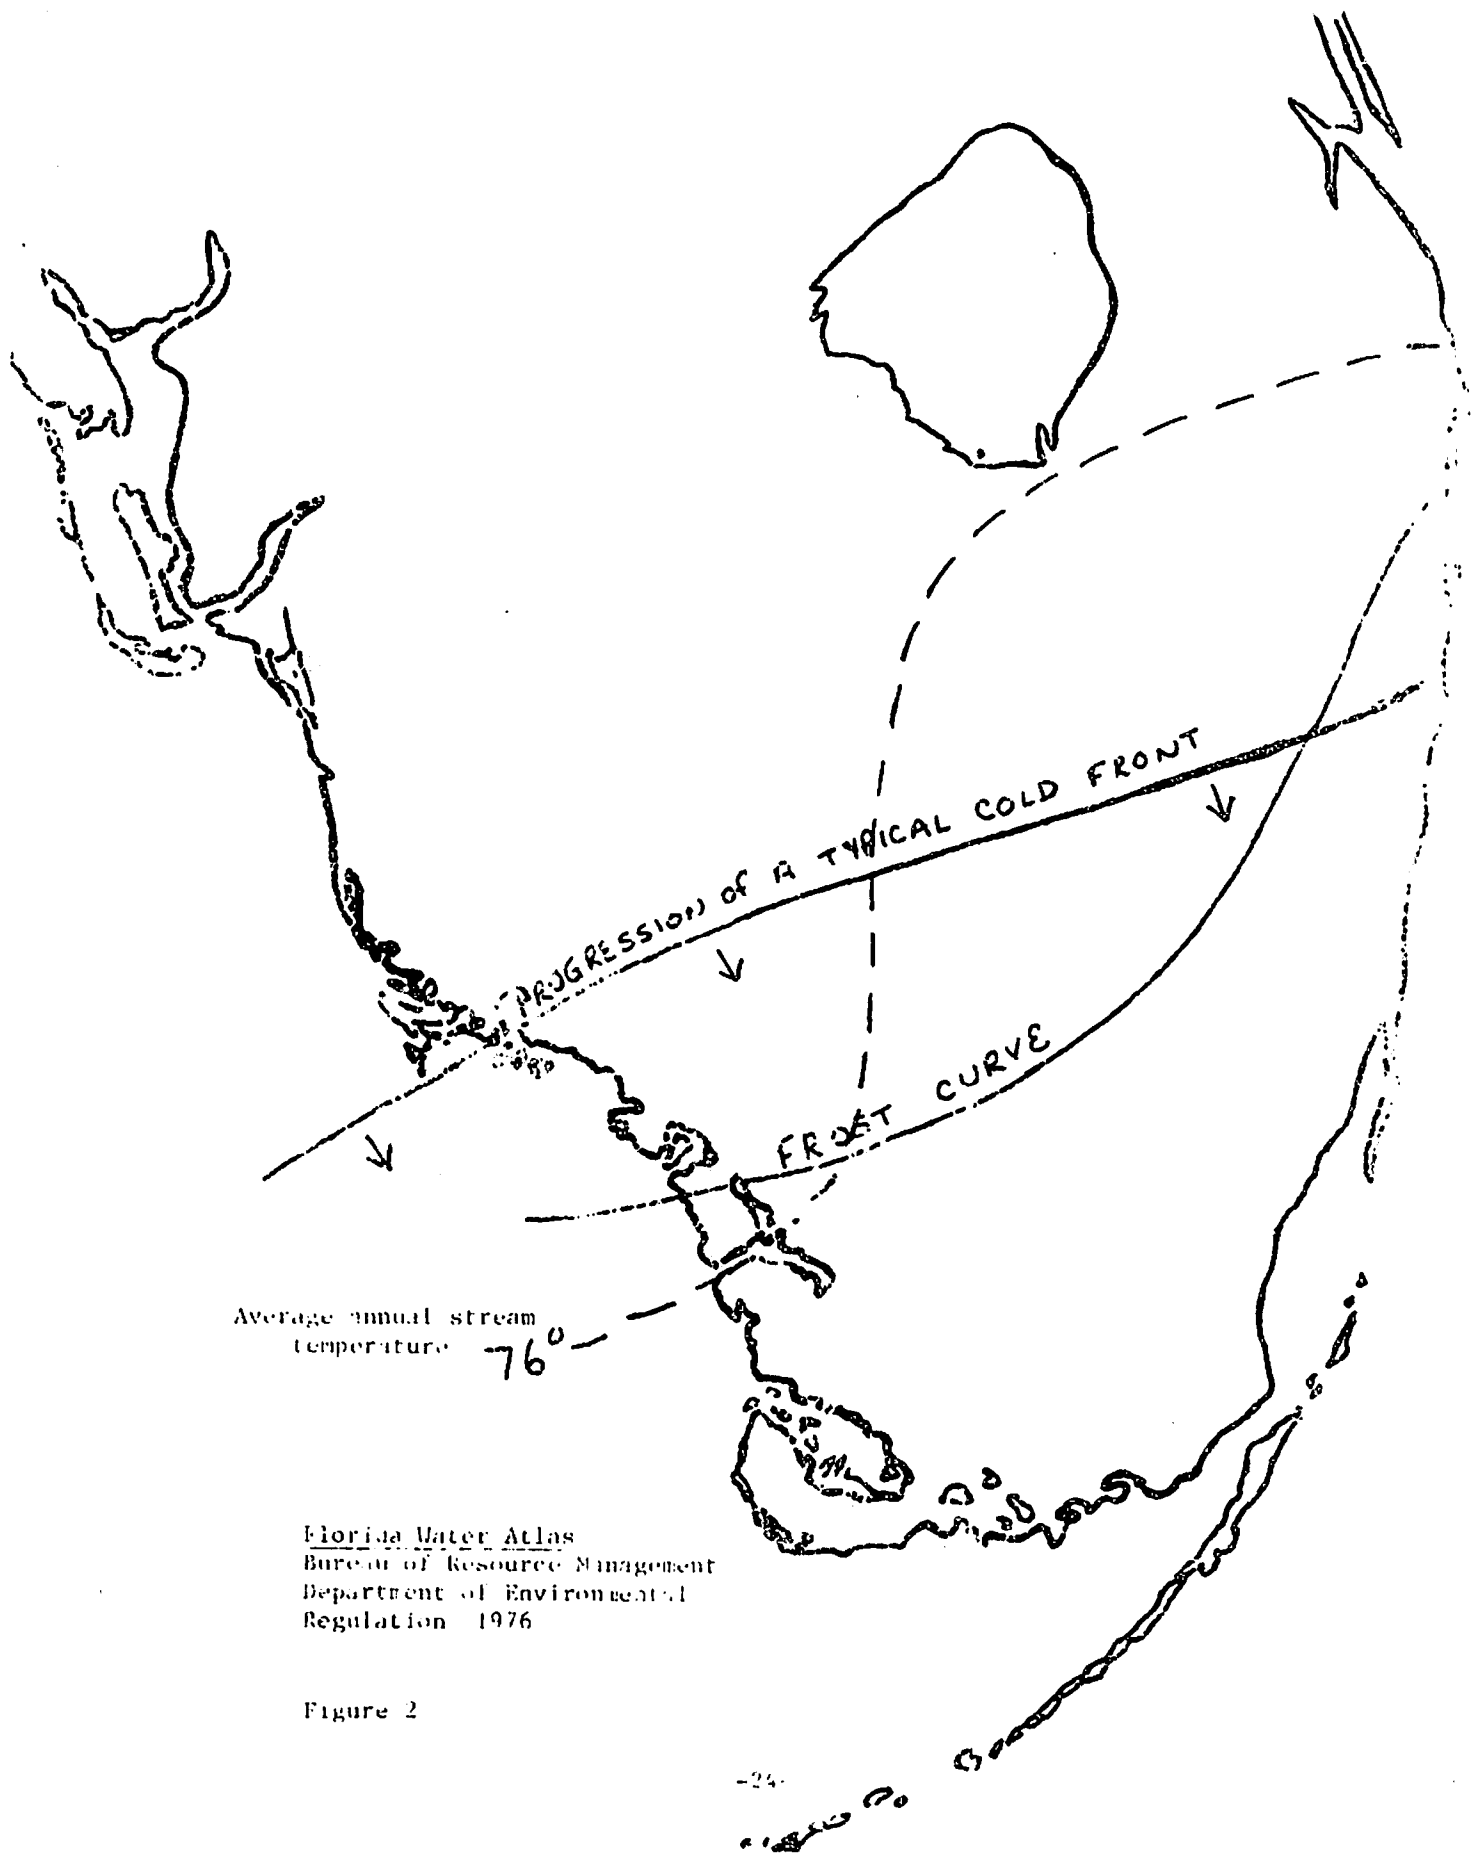 PROGRESSION of A TYPICAL COLD FRONT
FROST CURVE
Average annual stream
temperature 76°
Florida Water Atlas
Bureau of Resource Management
Department of Environmental
Regulation 1976
Figure 2
-24-